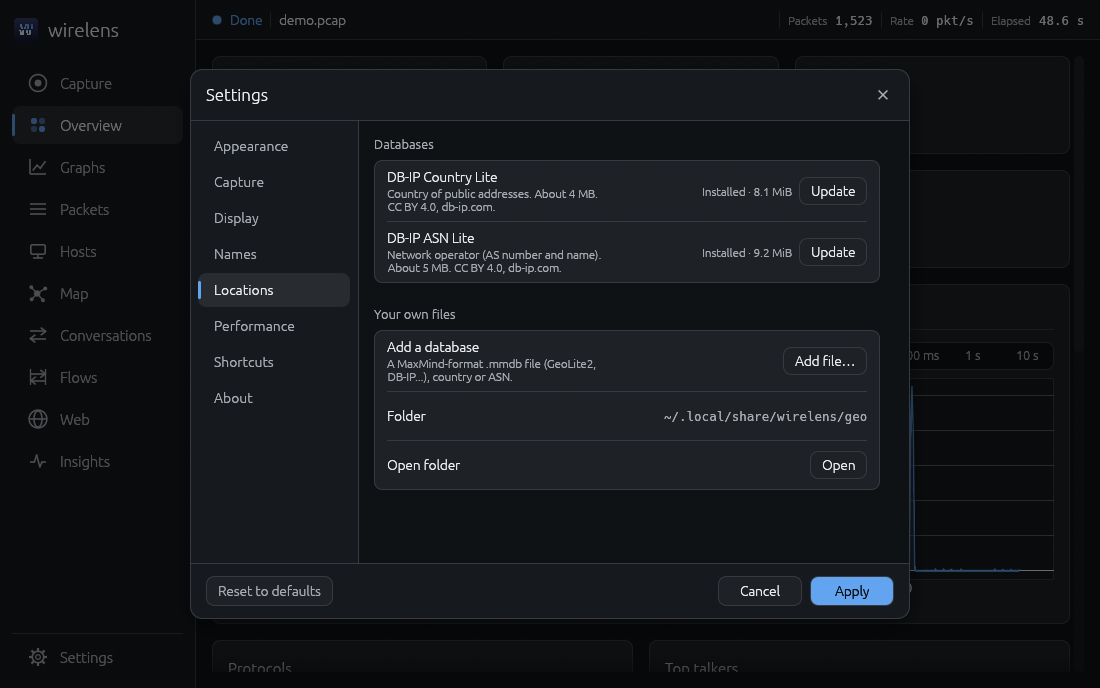 wirelens
Done
demo.pcap
Packets 1,523
Rate 0 pkt/s
Elapsed 48.6 s
Capture
Overview
Graphs
Packets
Hosts
Map
Conversations
Flows
Web
Insights
Settings
Settings
Appearance
Capture
Display
Names
Locations
Performance
Shortcuts
About
Databases
DB-IP Country Lite
Country of public addresses. About 4 MB.
CC BY 4.0, db-ip.com.
Installed · 8.1 MiB
Update
DB-IP ASN Lite
Network operator (AS number and name).
About 5 MB. CC BY 4.0, db-ip.com.
Installed · 9.2 MiB
Update
Your own files
Add a database
A MaxMind-format .mmdb file (GeoLite2,
DB-IP...), country or ASN.
Add file...
Folder
~/.local/share/wirelens/geo
Open folder
Open
Reset to defaults
Cancel
Apply
ms
1 s
10 s
Protocols
Top talkers